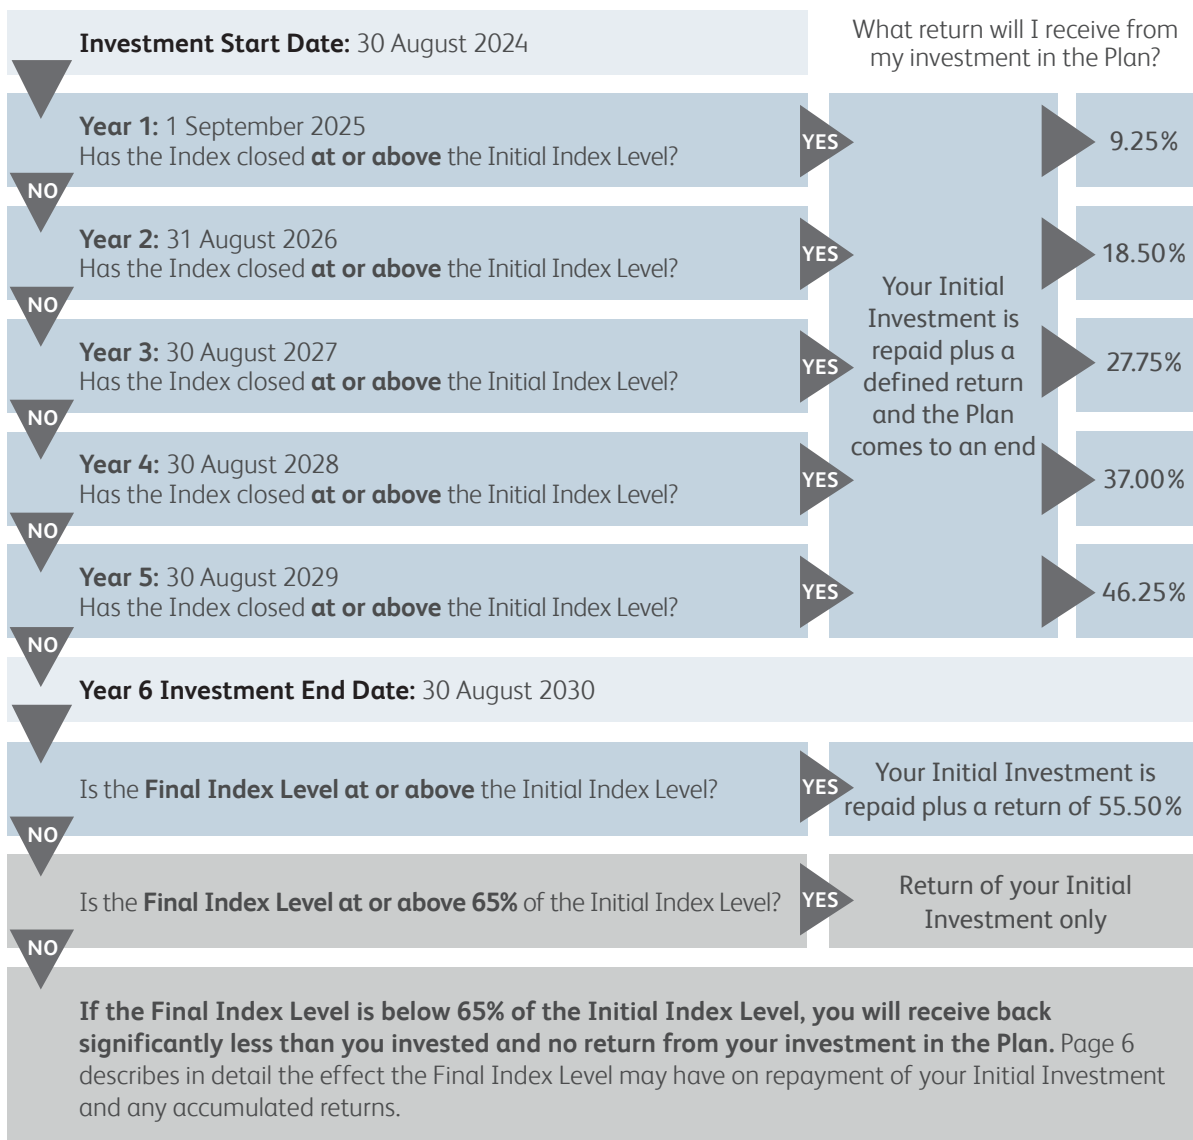 Investment Start Date: 30 August 2024
What return will I receive from
my investment in the Plan?
Year 1: 1 September 2025
Has the Index closed at or above the Initial Index Level?
YES
9.25%
NO
Year 2: 31 August 2026
Has the Index closed at or above the Initial Index Level?
YES
18.50%
NO
Year 3: 30 August 2027
Has the Index closed at or above the Initial Index Level?
YES
27.75%
NO
Year 4: 30 August 2028
Has the Index closed at or above the Initial Index Level?
YES
37.00%
NO
Year 5: 30 August 2029
Has the Index closed at or above the Initial Index Level?
YES
46.25%
Your Initial
Investment is
repaid plus a
defined return
and the Plan
comes to an end
NO
Year 6 Investment End Date: 30 August 2030
Is the Final Index Level at or above the Initial Index Level?
YES
Your Initial Investment is
repaid plus a return of 55.50%
NO
Is the Final Index Level at or above 65% of the Initial Index Level?
YES
Return of your Initial
Investment only
NO
If the Final Index Level is below 65% of the Initial Index Level, you will receive back
significantly less than you invested and no return from your investment in the Plan. Page 6
describes in detail the effect the Final Index Level may have on repayment of your Initial Investment
and any accumulated returns.